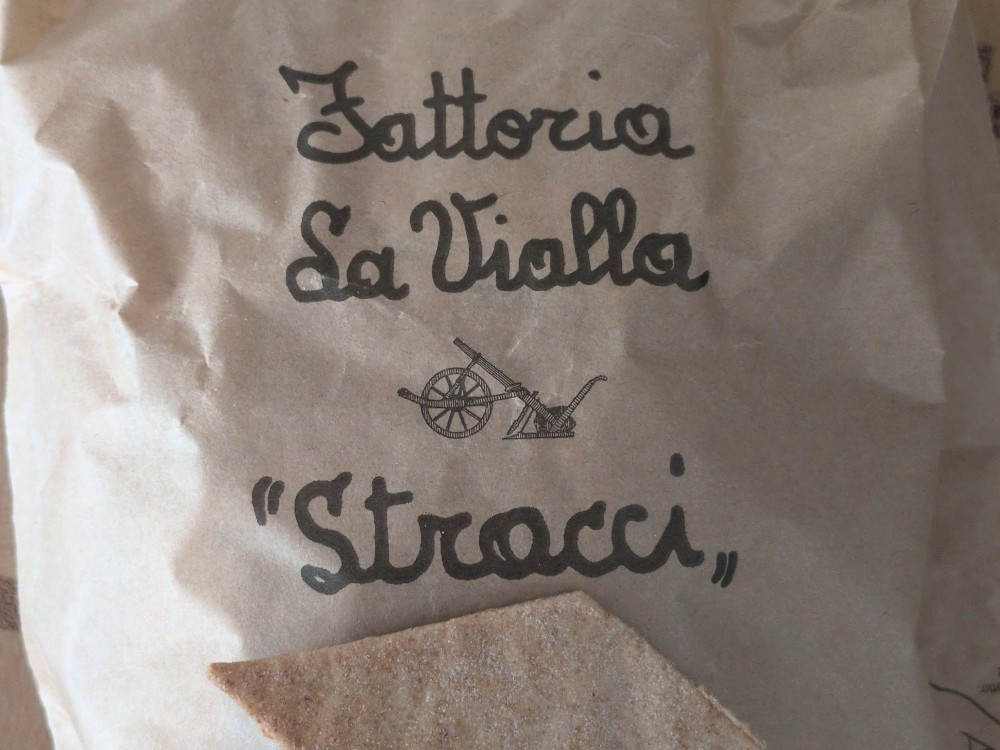 Fattoria
La Vialla
"Stracci„